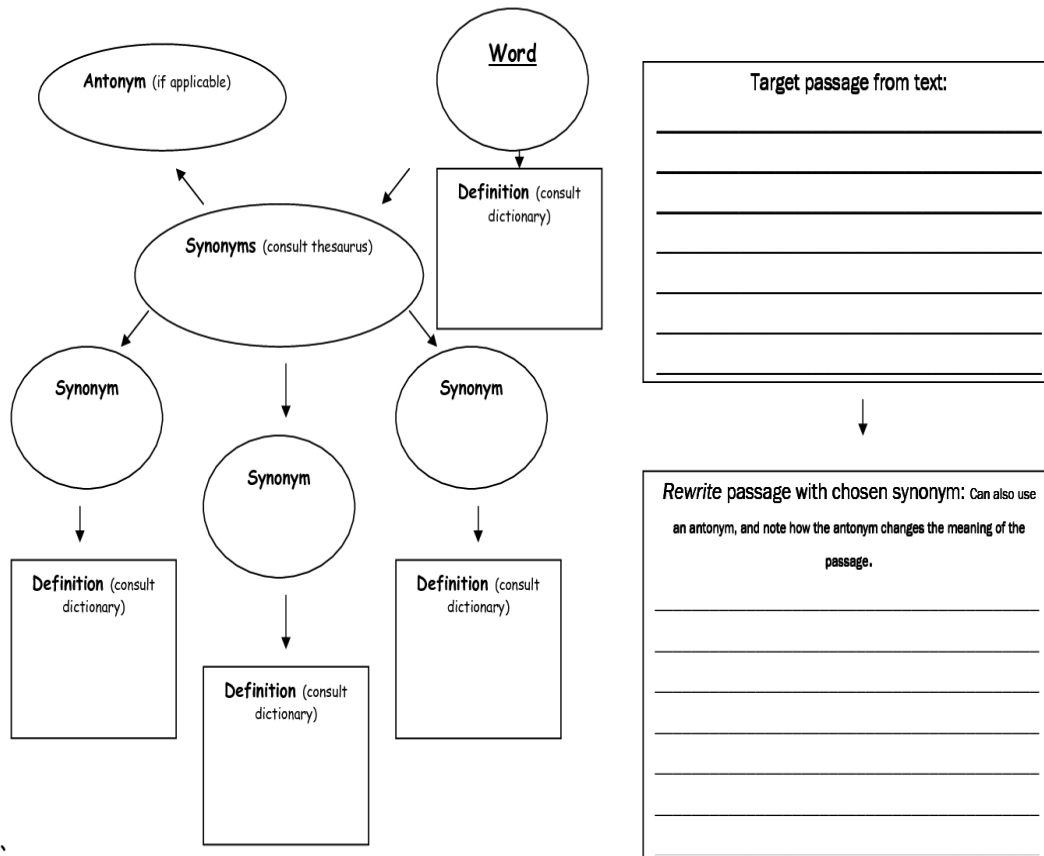 Word
Antonym (if applicable)
Definition (consult
dictionary)
Synonyms (consult thesaurus)
Synonym
Synonym
Synonym
Definition (consult
dictionary)
Definition (consult
dictionary)
Definition (consult
dictionary)
Target passage from text:
Rewrite passage with chosen synonym: Can also use
an antonym, and note how the antonym changes the meaning of the
passage.